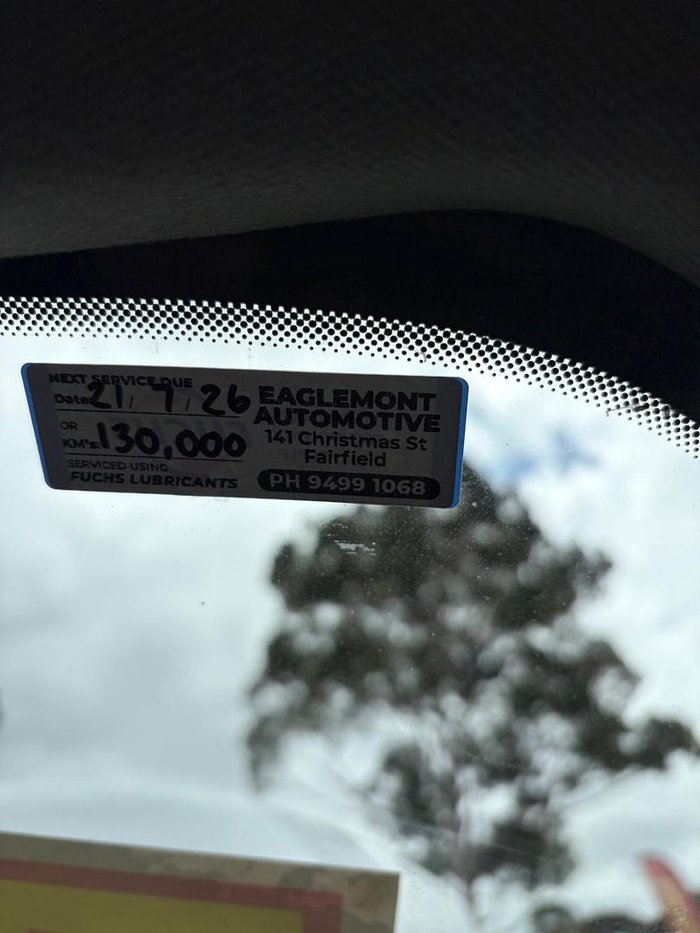 NEXT SERVICE DUE
Date 21/7/26
OR
KM's: 130,000
SERVICED USING
FUCHS LUBRICANTS
EAGLEMONT
AUTOMOTIVE
141 Christmas St
Fairfield
PH 9499 1068